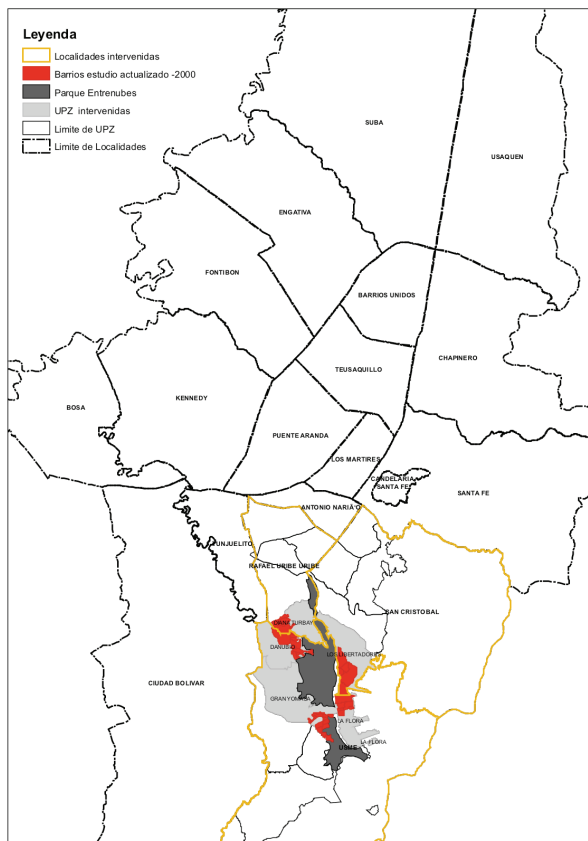 Leyenda
Localidades intervenidas
Barrios estudio actualizado -2000
Parque Entrenubes
UPZ intervenidas
Limite de UPZ
Limite de Localidades
SUBA
USAQUEN
ENGATIVA
FONTIBON
BARRIOS UNIDOS
CHAPINERO
TEUSAQUILLO
KENNEDY
BOSA
PUENTE ARANDA
LOS MARTIRES
CANDELARIA
SANTA FE
SANTA FE
ANTONIO NARIÃ'O
TUNJUELITO
RAFAEL URIBE URIBE
SAN CRISTOBAL
DIANA TURBAY
DANUBIO
LOS LIBERTADORES
CIUDAD BOLIVAR
GRAN YOMASA
LA FLORA
LA FLORA
USME